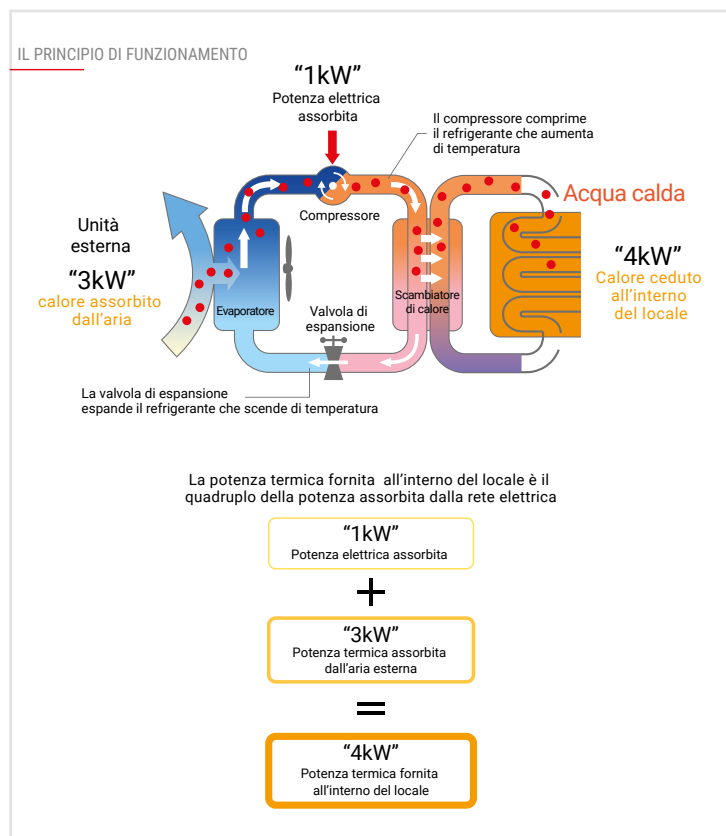 IL PRINCIPIO DI FUNZIONAMENTO
“1kW”
Potenza elettrica
assorbita
Il compressore comprime
il refrigerante che aumenta
di temperatura
Compressore
Acqua calda
Unità
esterna
“3kW”
calore assorbito
dall’aria
Evaporatore
Valvola di
espansione
Scambiatore
di calore
“4kW”
Calore ceduto
all’interno
del locale
La valvola di espansione
espande il refrigerante che scende di temperatura
La potenza termica fornita all’interno del locale è il
quadruplo della potenza assorbita dalla rete elettrica
“1kW”
Potenza elettrica assorbita
+
“3kW”
Potenza termica assorbita
dall’aria esterna
=
“4kW”
Potenza termica fornita
all’interno del locale